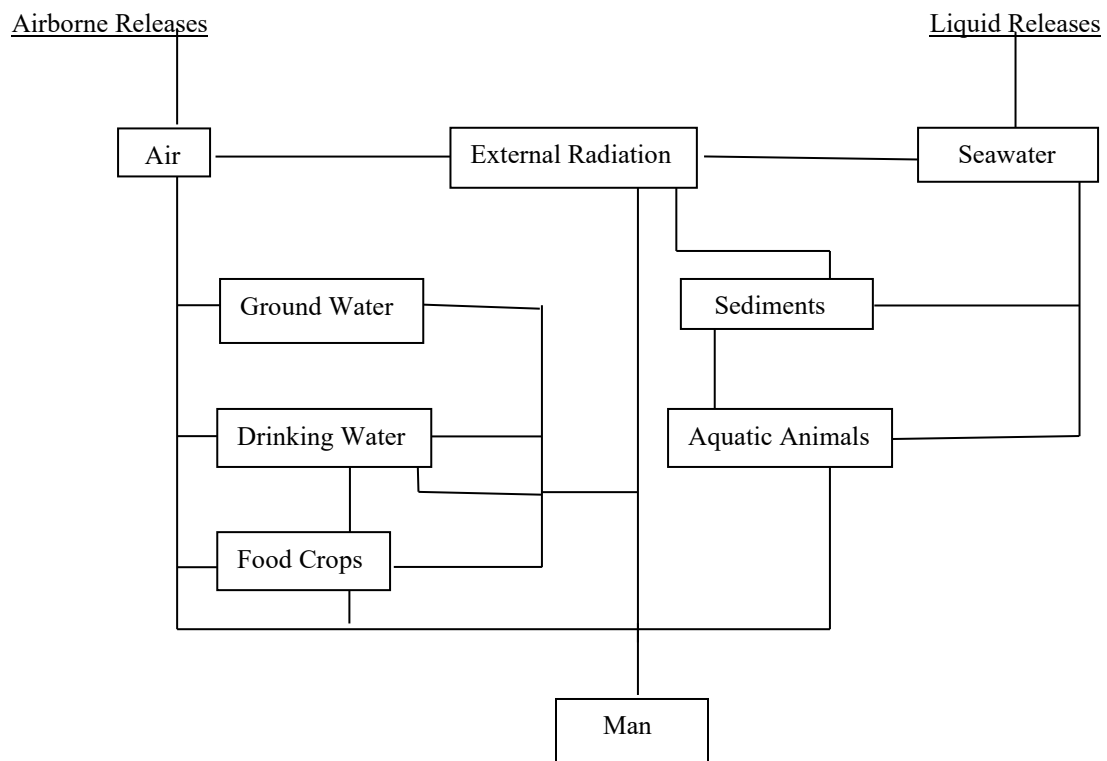 Airborne Releases
Liquid Releases
Air
External Radiation
Seawater
Ground Water
Sediments
Drinking Water
Aquatic Animals
Food Crops
Man